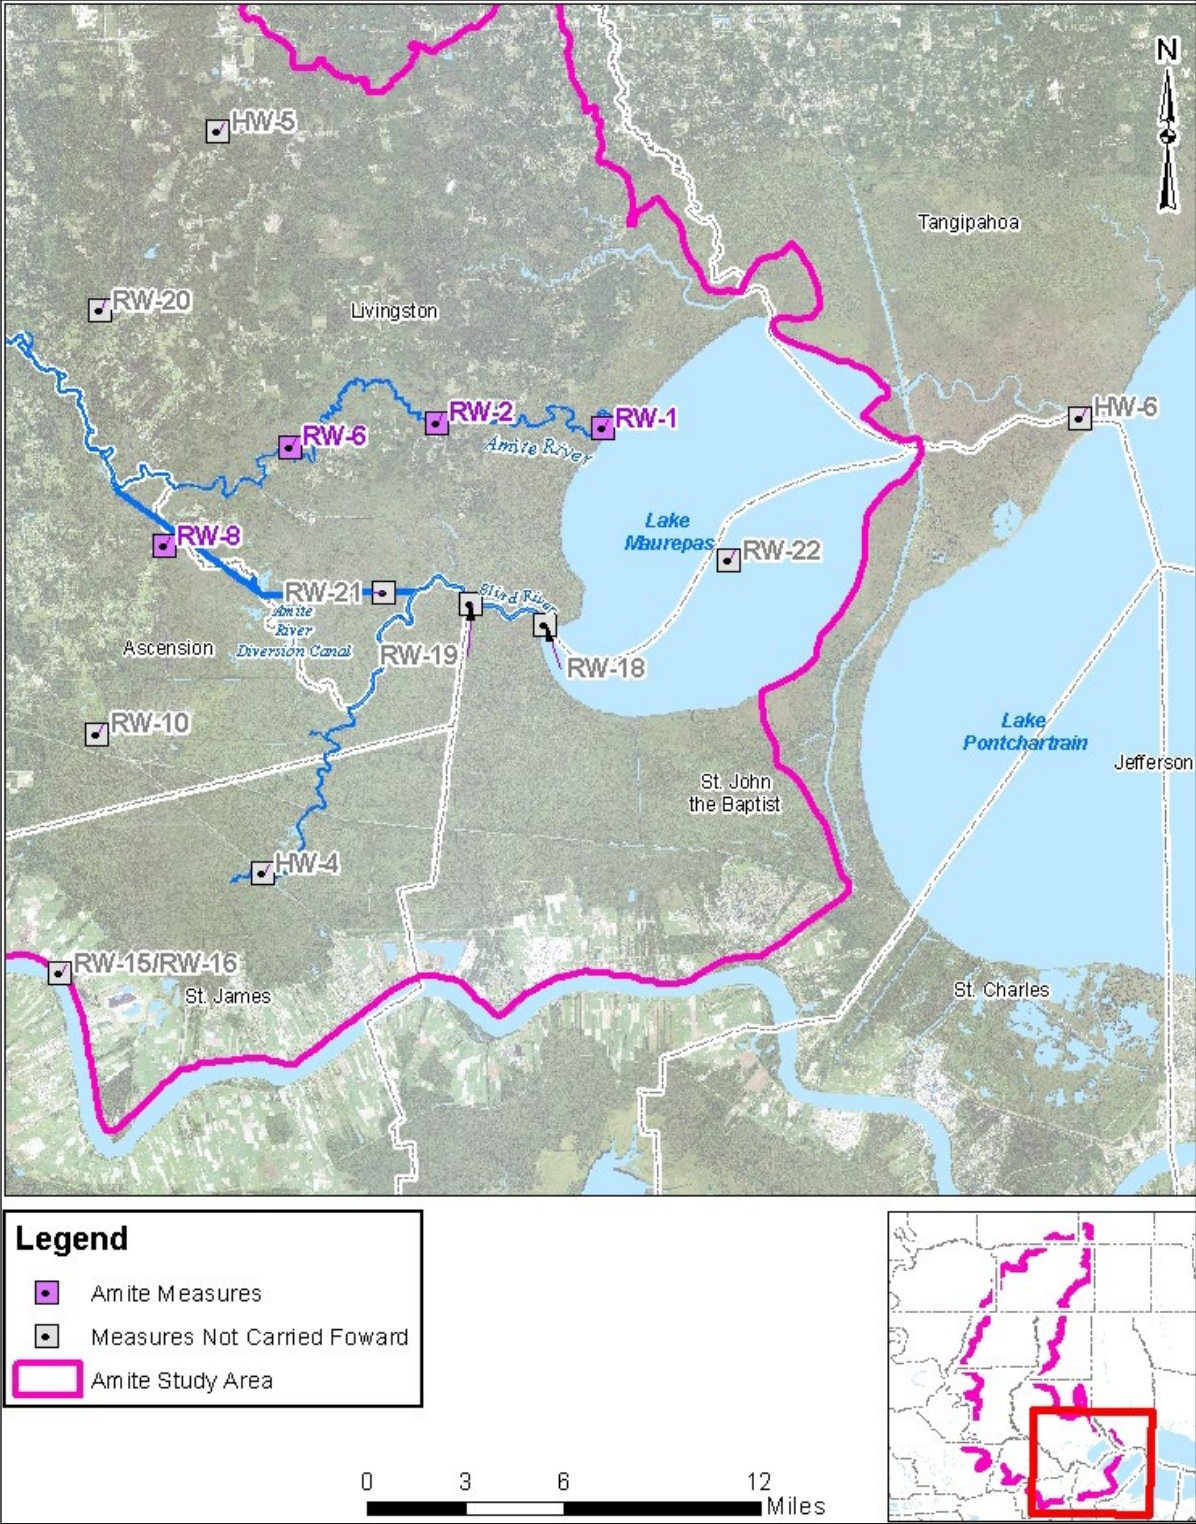 N
HW-5
Tangipahoa
RW-20
Livingston
RW-2
RW-1
HW-6
RW-6
Amite River
Lake
Maurepas
RW-8
RW-22
RW-21
Blind River
Amite
River
Diversion Canal
Ascension
RW-19
RW-18
RW-10
Lake
Pontchartrain
Jefferson
St. John
the Baptist
HW-4
RW-15/RW-16
St. James
St. Charles
Legend
Amite Measures
Measures Not Carried Foward
Amite Study Area
0 3 6 12
Miles